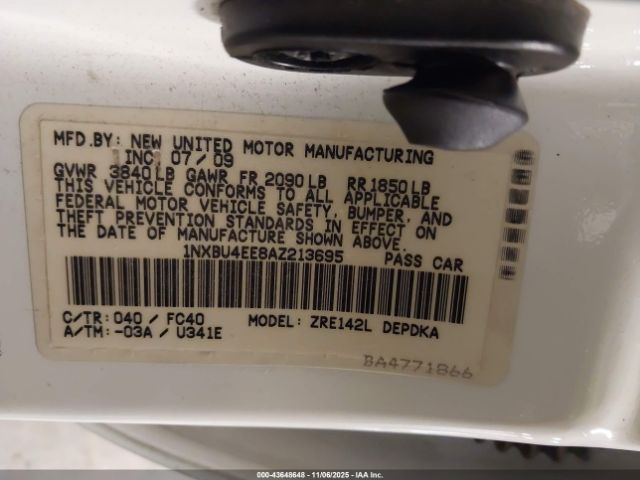 MFD.BY: NEW UNITED MOTOR MANUFACTURING
INC 07/09
GVWR 3840LB GAWR FR 2090LB RR1850LB
THIS VEHICLE CONFORMS TO ALL APPLICABLE
FEDERAL MOTOR VEHICLE SAFETY, BUMPER, AND
THEFT PREVENTION STANDARDS IN EFFECT ON
THE DATE OF MANUFACTURE SHOWN ABOVE.
1NXBU4EE8AZ213695 PASS CAR
C/TR: 040 / FC40 MODEL: ZRE142L DEPDKA
A/TM: -03A / U341E
BA4771866
000-43648648 - 11/06/2025 - IAA Inc.